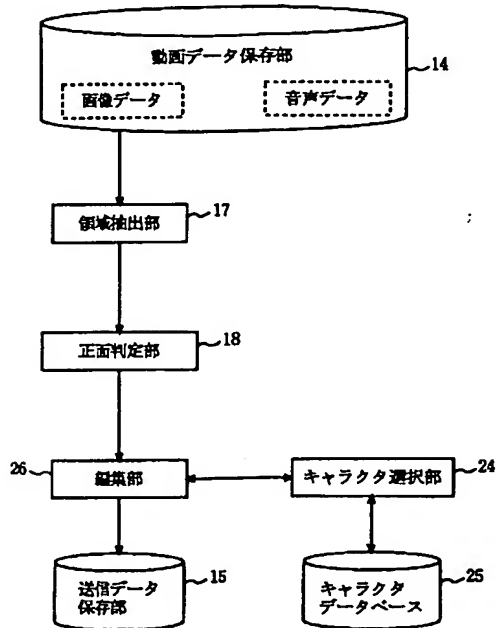 動画データ保存部
14
画像データ
音声データ
領域抽出部
17
;
正面判定部
18
26
編集部
キャラクタ選択部
24
送信データ
保存部
15
キャラクタ
データベース
25